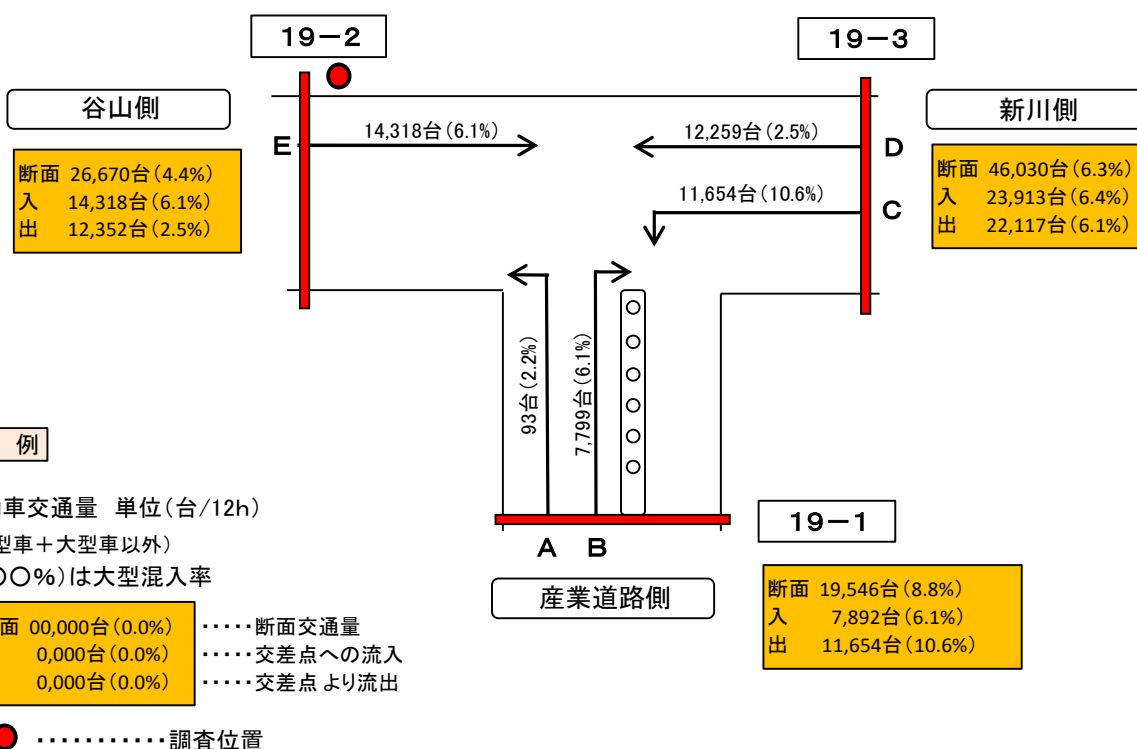 19－2
19－3
谷山側
新川側
断面 26,670台(4.4%)
入 14,318台(6.1%)
出 12,352台(2.5%)
E
14,318台(6.1%)
12,259台(2.5%)
D
11,654台(10.6%)
C
断面 46,030台(6.3%)
入 23,913台(6.4%)
出 22,117台(6.1%)
93台(2.2%)
7,799台(6.1%)
A B
19－1
産業道路側
断面 19,546台(8.8%)
入 7,892台(6.1%)
出 11,654台(10.6%)
例
車交通量 単位(台/12h)
型車＋大型車以外)
○○%)は大型混入率
面 00,000台(0.0%) ‥‥‥断面交通量
0,000台(0.0%) ‥‥‥交差点への流入
0,000台(0.0%) ‥‥‥交差点より流出
‥‥‥‥‥‥調査位置